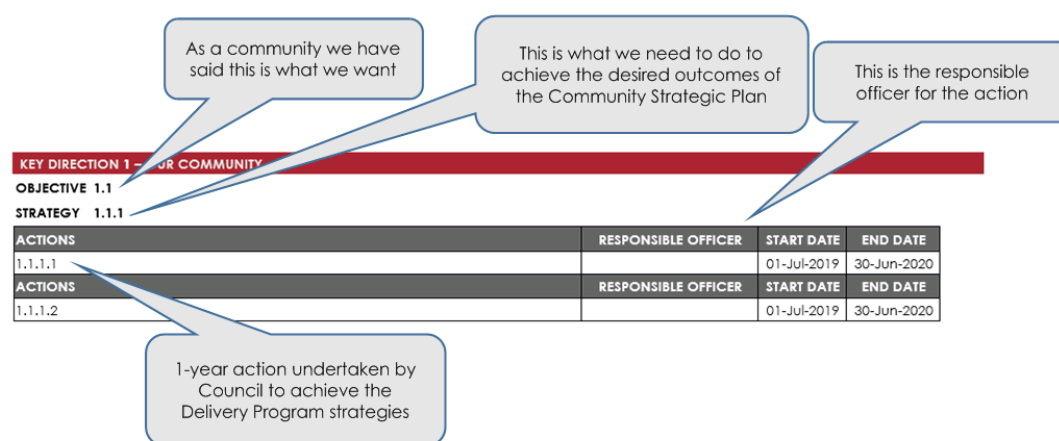 As a community we have
said this is what we want
This is what we need to do to
achieve the desired outcomes of
the Community Strategic Plan
This is the responsible
officer for the action
KEY DIRECTION 1 – UR COMMUNITY
OBJECTIVE 1.1
STRATEGY 1.1.1
ACTIONS RESPONSIBLE OFFICER START DATE END DATE
1.1.1.1 01-Jul-2019 30-Jun-2020
ACTIONS RESPONSIBLE OFFICER START DATE END DATE
1.1.1.2 01-Jul-2019 30-Jun-2020
1-year action undertaken by
Council to achieve the
Delivery Program strategies